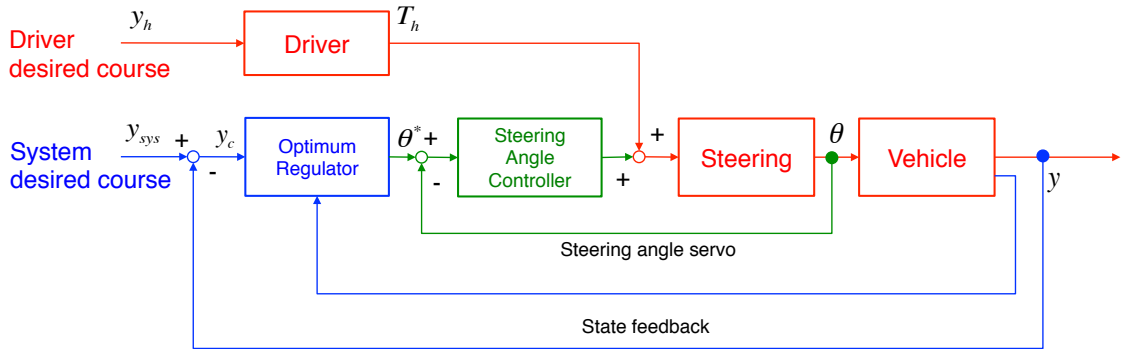 y_h
T_h
Driver
desired course
Driver
y_sys
+
y_c
-
System
desired course
Optimum
Regulator
θ*
+
-
Steering
Angle
Controller
+
+
Steering
θ
Vehicle
y
Steering angle servo
State feedback